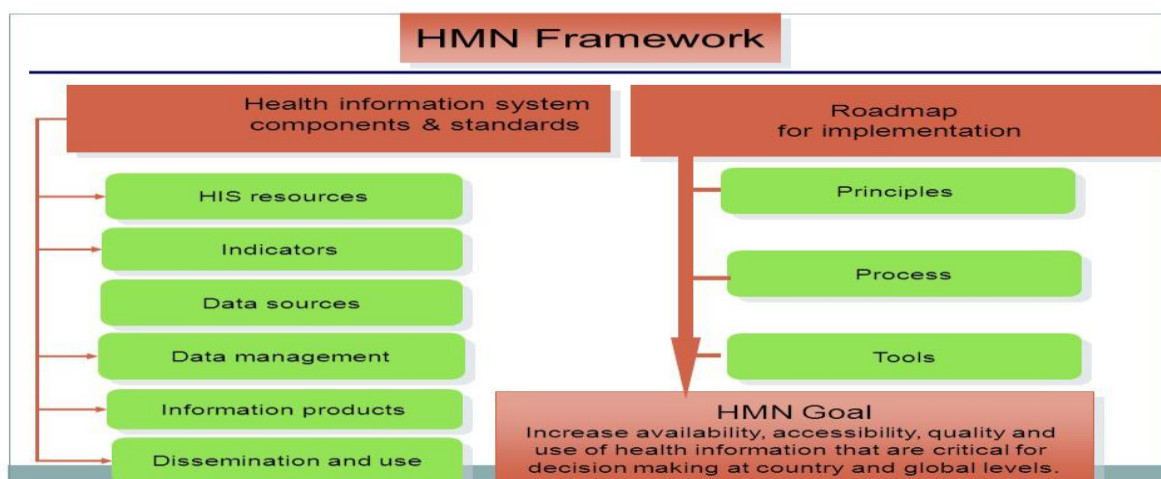 HMN Framework
Health information system
components & standards
HIS resources
Indicators
Data sources
Data management
Information products
Dissemination and use
Roadmap
for implementation
Principles
Process
Tools
HMN Goal
Increase availability, accessibility, quality and
use of health information that are critical for
decision making at country and global levels.